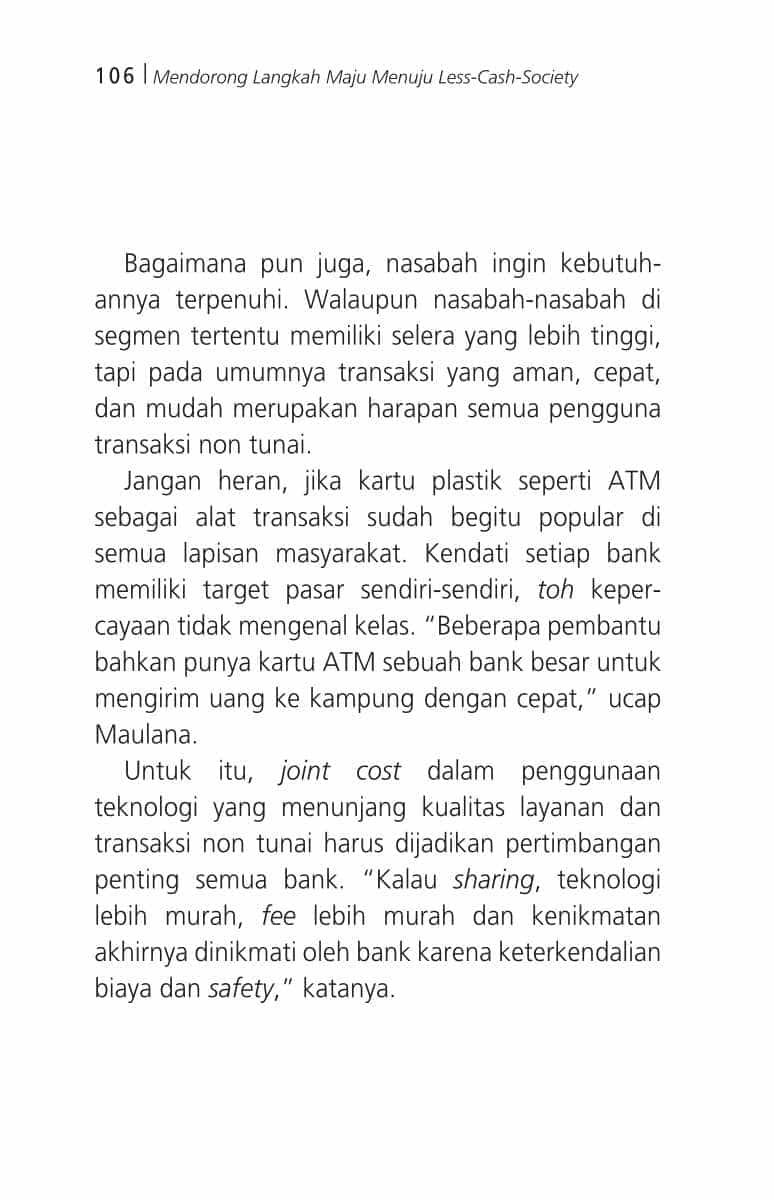 106 | Mendorong Langkah Maju Menuju Less-Cash-Society
Bagaimana pun juga, nasabah ingin kebutuh-
annya terpenuhi. Walaupun nasabah-nasabah di
segmen tertentu memiliki selera yang lebih tinggi,
tapi pada umumnya transaksi yang aman, cepat,
dan mudah merupakan harapan semua pengguna
transaksi non tunai.
Jangan heran, jika kartu plastik seperti ATM
sebagai alat transaksi sudah begitu popular di
semua lapisan masyarakat. Kendati setiap bank
memiliki target pasar sendiri-sendiri, toh keper-
cayaan tidak mengenal kelas. “Beberapa pembantu
bahkan punya kartu ATM sebuah bank besar untuk
mengirim uang ke kampung dengan cepat,” ucap
Maulana.
Untuk itu, joint cost dalam penggunaan
teknologi yang menunjang kualitas layanan dan
transaksi non tunai harus dijadikan pertimbangan
penting semua bank. “Kalau sharing, teknologi
lebih murah, fee lebih murah dan kenikmatan
akhirnya dinikmati oleh bank karena keterkendalian
biaya dan safety,” katanya.